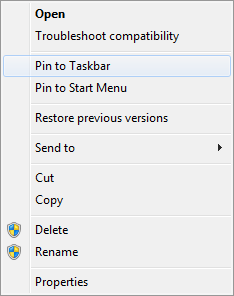 Open
Troubleshoot compatibility
Pin to Taskbar
Pin to Start Menu
Restore previous versions
Send to
Cut
Copy
Delete
Rename
Properties